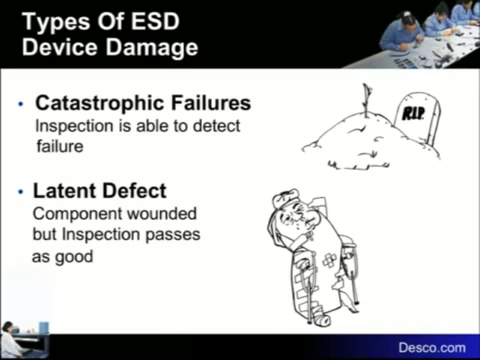 Types Of ESD
Device Damage
• Catastrophic Failures
Inspection is able to detect
failure
R.I.P.
• Latent Defect
Component wounded
but Inspection passes
as good
Desco.com